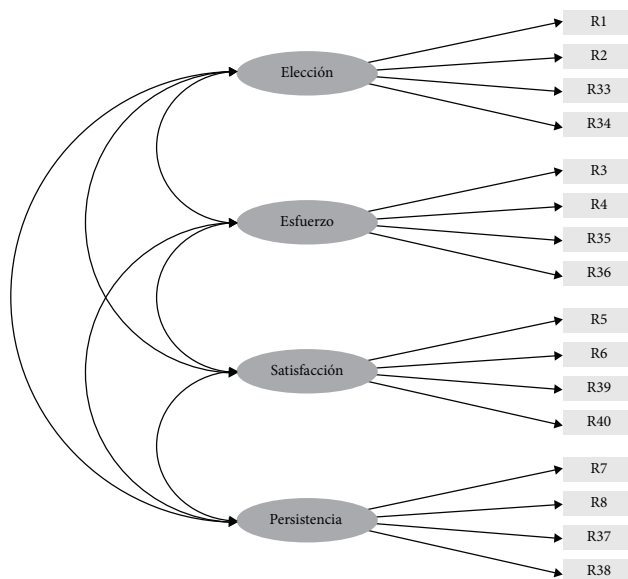 R1
R2
Elección
R33
R34
R3
R4
Esfuerzo
R35
R36
R5
R6
Satisfacción
R39
R40
R7
R8
Persistencia
R37
R38